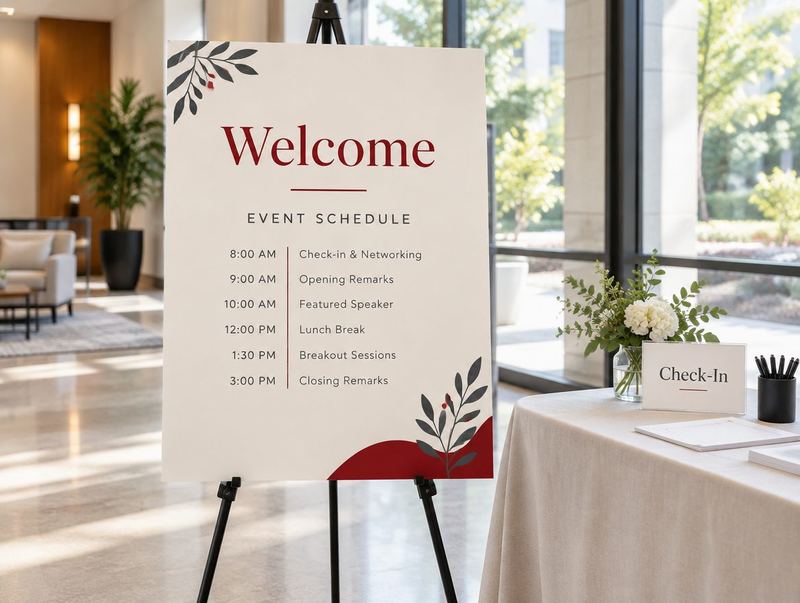 Welcome
EVENT SCHEDULE
8:00 AM Check-in & Networking
9:00 AM Opening Remarks
10:00 AM Featured Speaker
12:00 PM Lunch Break
1:30 PM Breakout Sessions
3:00 PM Closing Remarks
Check-In